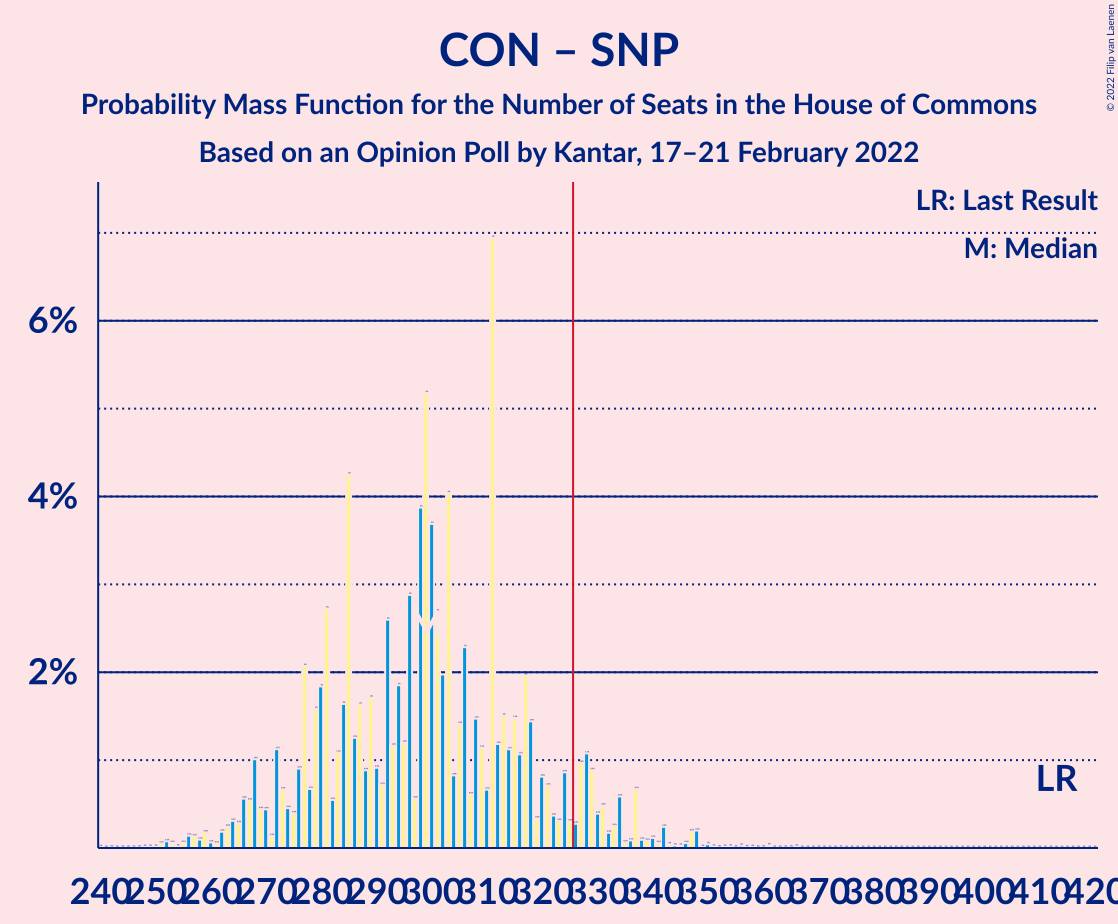 CON – SNP
Probability Mass Function for the Number of Seats in the House of Commons
Based on an Opinion Poll by Kantar, 17–21 February 2022
© 2022 Filip van Laenen
LR: Last Result
M: Median
6%
4%
2%
M
LR
240 250 260 270 280 290 300 310 320 330 340 350 360 370 380 390 400 410 420